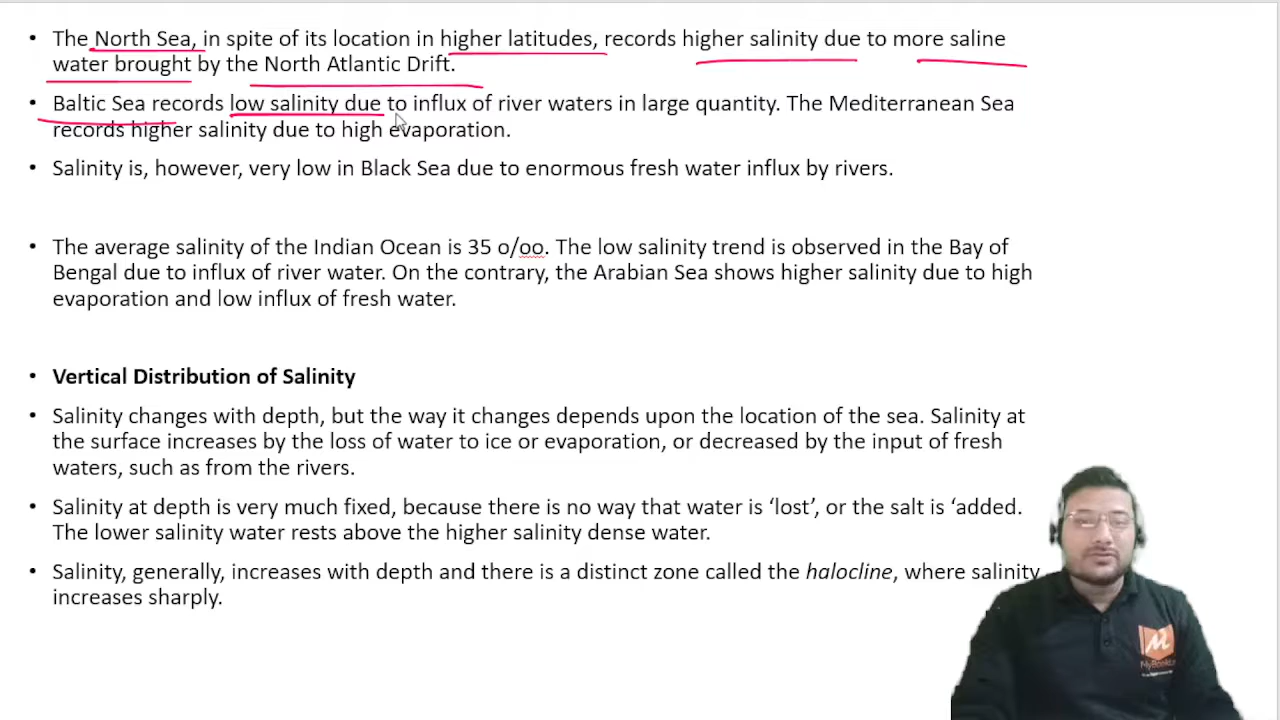 • The North Sea, in spite of its location in higher latitudes, records higher salinity due to more saline
water brought by the North Atlantic Drift.
• Baltic Sea records low salinity due to influx of river waters in large quantity. The Mediterranean Sea
records higher salinity due to high evaporation.
• Salinity is, however, very low in Black Sea due to enormous fresh water influx by rivers.
• The average salinity of the Indian Ocean is 35 o/oo. The low salinity trend is observed in the Bay of
Bengal due to influx of river water. On the contrary, the Arabian Sea shows higher salinity due to high
evaporation and low influx of fresh water.
• Vertical Distribution of Salinity
• Salinity changes with depth, but the way it changes depends upon the location of the sea. Salinity at
the surface increases by the loss of water to ice or evaporation, or decreased by the input of fresh
waters, such as from the rivers.
• Salinity at depth is very much fixed, because there is no way that water is ‘lost’, or the salt is ‘added.
The lower salinity water rests above the higher salinity dense water.
• Salinity, generally, increases with depth and there is a distinct zone called the halocline, where salinity
increases sharply.